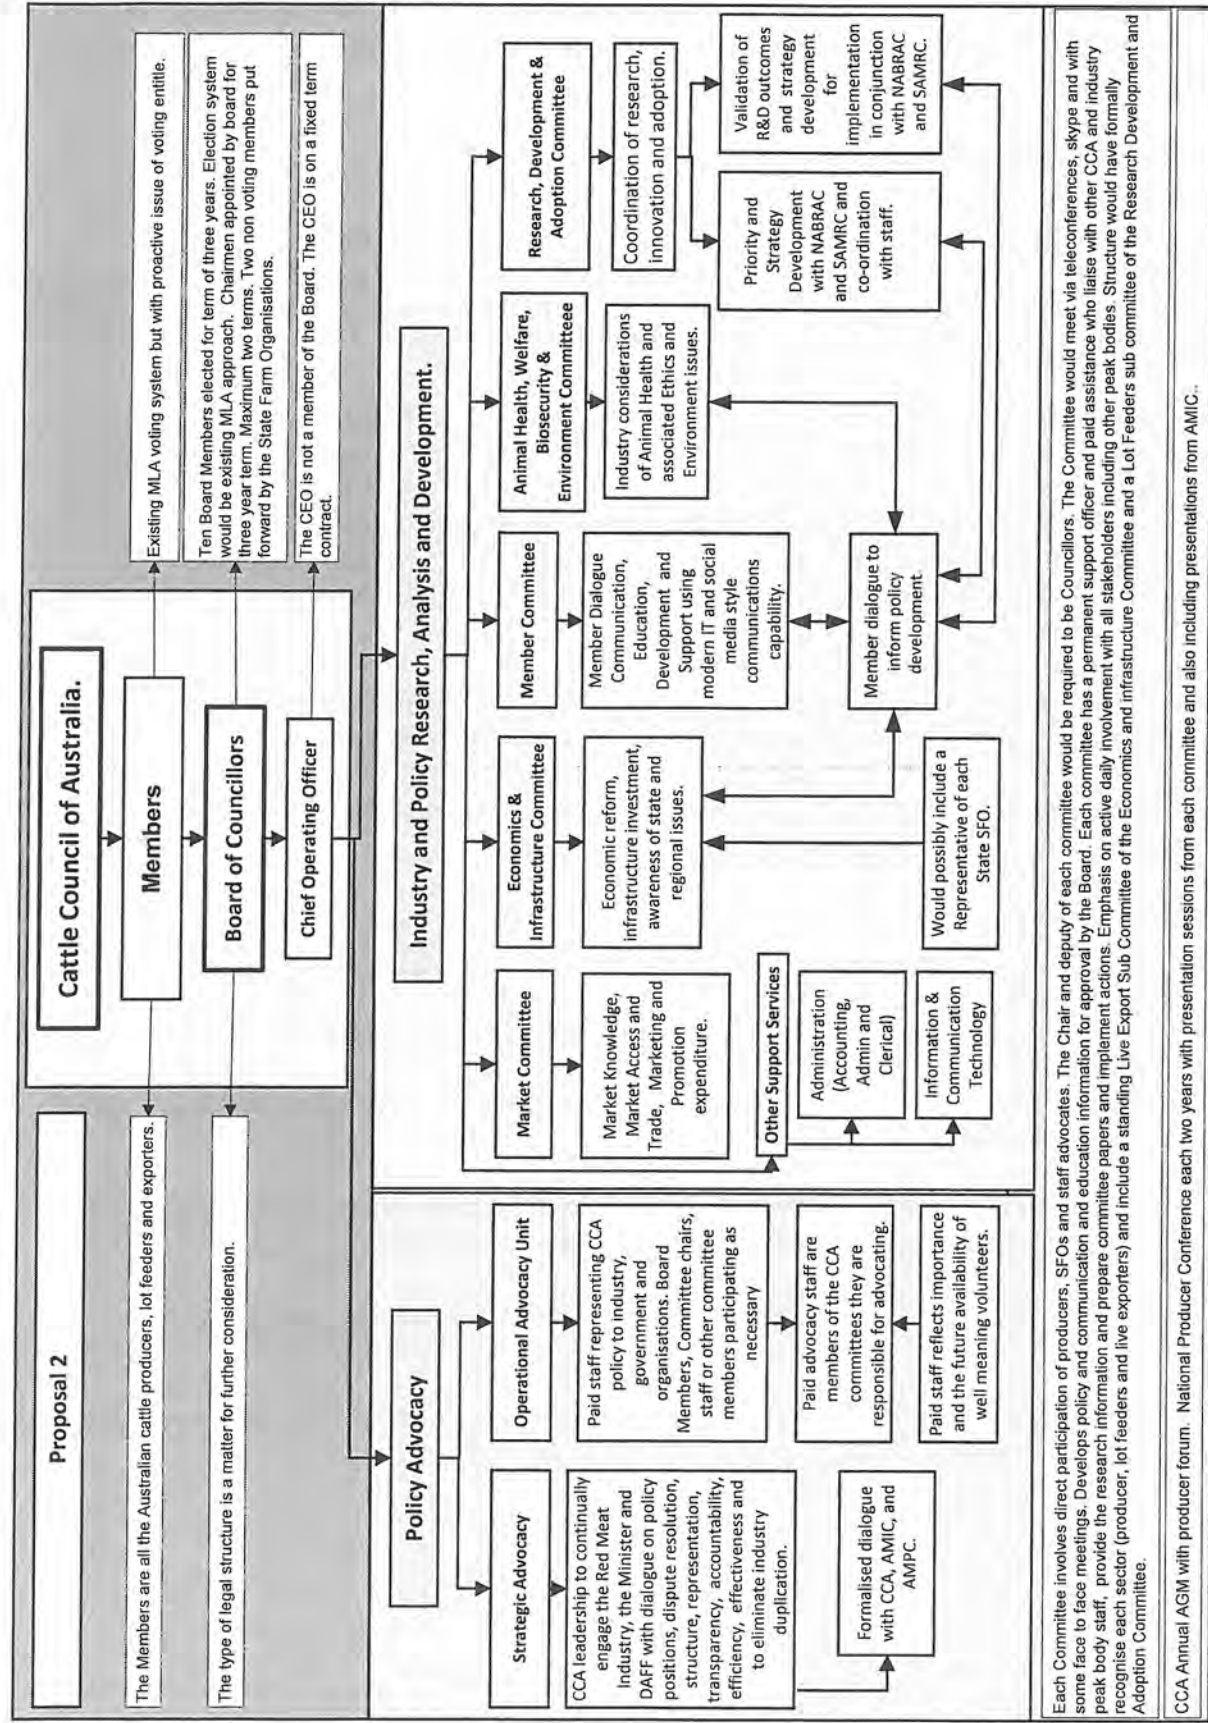 Proposal 2
Cattle Council of Australia.
Members
Board of Councillors
Chief Operating Officer
The Members are all the Australian cattle producers, lot feeders and exporters.
The type of legal structure is a matter for further consideration.
Existing MLA voting system but with proactive issue of voting entitle.
Ten Board Members elected for term of three years. Election system
would be existing MLA approach. Chairmen appointed by board for
three year term. Maximum two terms. Two non voting members put
forward by the State Farm Organisations.
The CEO is not a member of the Board. The CEO is on a fixed term
contract.
Policy Advocacy
Strategic Advocacy
CCA leadership to continually
engage the Red Meat
Industry, the Minister and
DAFF with dialogue on policy
positions, dispute resolution,
structure, representation,
transparency, accountability,
efficiency, effectiveness and
to eliminate industry
duplication.
Formalised dialogue
with CCA, AMIC, and
AMPC.
Operational Advocacy Unit
Paid staff representing CCA
policy to industry,
government and
organisations. Board
Members, Committee chairs,
staff or other committee
members participating as
necessary
Paid advocacy staff are
members of the CCA
committees they are
responsible for advocating.
Paid staff reflects importance
and the future availability of
well meaning volunteers.
Industry and Policy Research, Analysis and Development.
Market Committee
Market Knowledge,
Market Access and
Trade, Marketing and
Promotion
expenditure.
Other Support Services
Administration
(Accounting,
Admin and
Clerical)
Information &
Communication
Technology
Economics &
Infrastructure Committee
Economic reform,
infrastructure investment,
awareness of state and
regional issues.
Would possibly include a
Representative of each
State SFO.
Member Committee
Member Dialogue
Communication,
Education,
Development and
Support using
modern IT and social
media style
communications
capability.
Member dialogue to
inform policy
development.
Animal Health, Welfare,
Biosecurity &
Environment Committeee
Industry considerations
of Animal Health and
associated Ethics and
Environment issues.
Research, Development &
Adoption Committee
Coordination of research,
innovation and adoption.
Priority and
Strategy
Development
with NABRAC
and SAMRC and
co-ordination
with staff.
Validation of
R&D outcomes
and strategy
development
for
implementation
in conjunction
with NABRAC
and SAMRC.
Each Committee involves direct participation of producers, SFOs and staff advocates. The Chair and deputy of each committee would be required to be Councillors. The Committee would meet via teleconferences, skype and with
some face to face meetings. Develops policy and communication and education information for approval by the Board. Each committee has a permanent support officer and paid assistance who liaise with other CCA and industry
peak body staff, provide the research information and prepare committee papers and implement actions. Emphasis on active daily involvement with all stakeholders including other peak bodies. Structure would have formally
recognise each sector (producer, lot feeders and live exporters) and include a standing Live Export Sub Committee of the Economics and infrastructure Committee and a Lot Feeders sub committee of the Research Development and
Adoption Committee.
CCA Annual AGM with producer forum. National Producer Conference each two years with presentation sessions from each committee and also including presentations from AMIC..